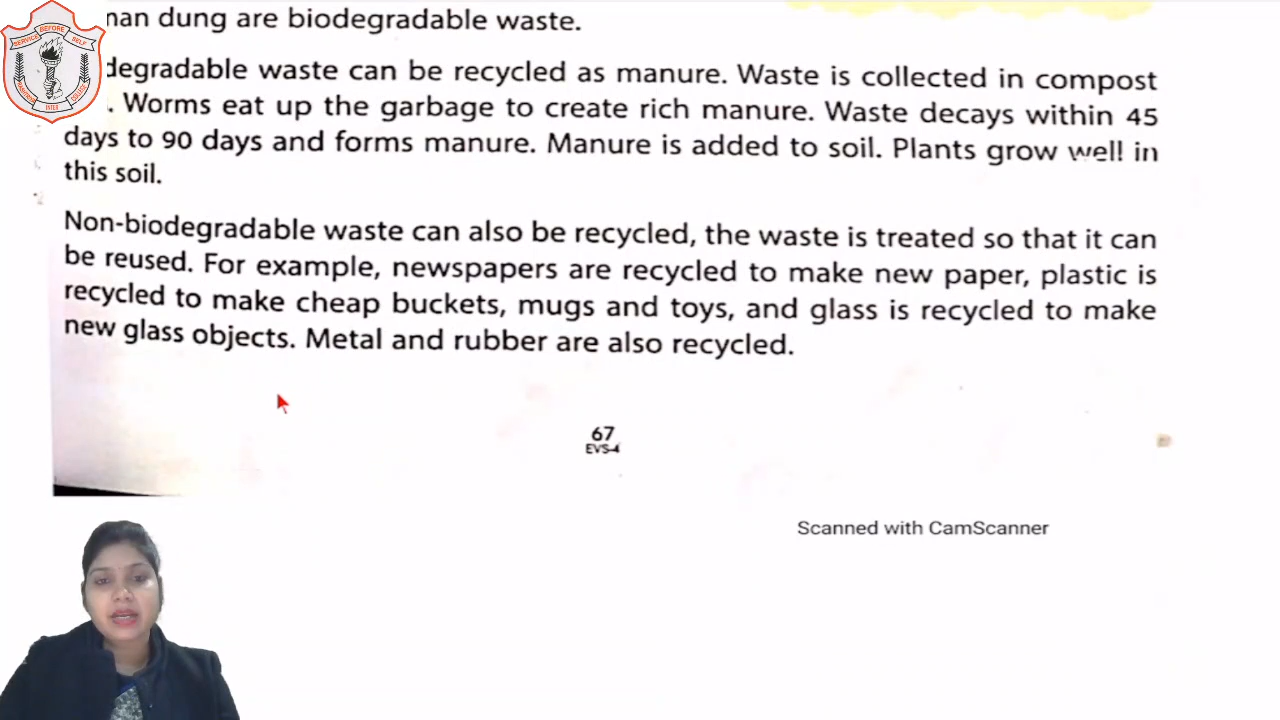 SERVICE BEFORE SELF
INTER COLLEGE
man dung are biodegradable waste.
degradable waste can be recycled as manure. Waste is collected in compost
. Worms eat up the garbage to create rich manure. Waste decays within 45
days to 90 days and forms manure. Manure is added to soil. Plants grow well in
this soil.
Non-biodegradable waste can also be recycled, the waste is treated so that it can
be reused. For example, newspapers are recycled to make new paper, plastic is
recycled to make cheap buckets, mugs and toys, and glass is recycled to make
new glass objects. Metal and rubber are also recycled.
67
EVS-4
Scanned with CamScanner